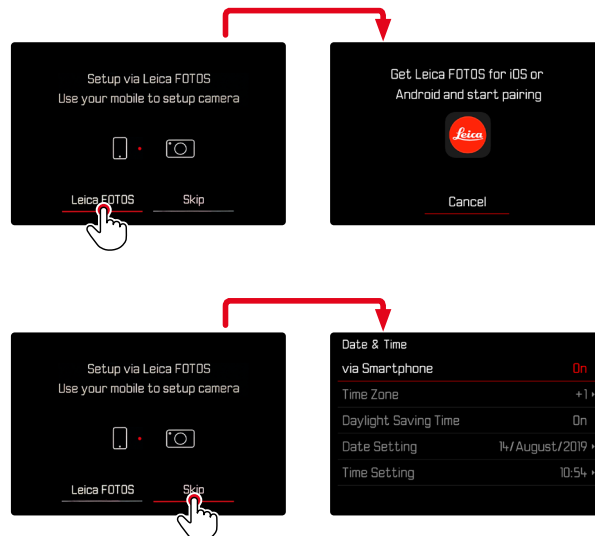 Setup via Leica FOTOS
Use your mobile to setup camera
Leica FOTOS Skip
Get Leica FOTOS for iOS or
Android and start pairing
Leica
Cancel
Setup via Leica FOTOS
Use your mobile to setup camera
Leica FOTOS Skip
Date & Time
via Smartphone On
Time Zone +1
Daylight Saving Time On
Date Setting 14/August/2019
Time Setting 10:54